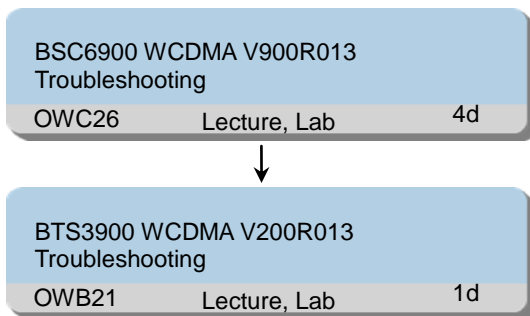 BSC6900 WCDMA V900R013
Troubleshooting
OWC26 Lecture, Lab 4d
BTS3900 WCDMA V200R013
Troubleshooting
OWB21 Lecture, Lab 1d